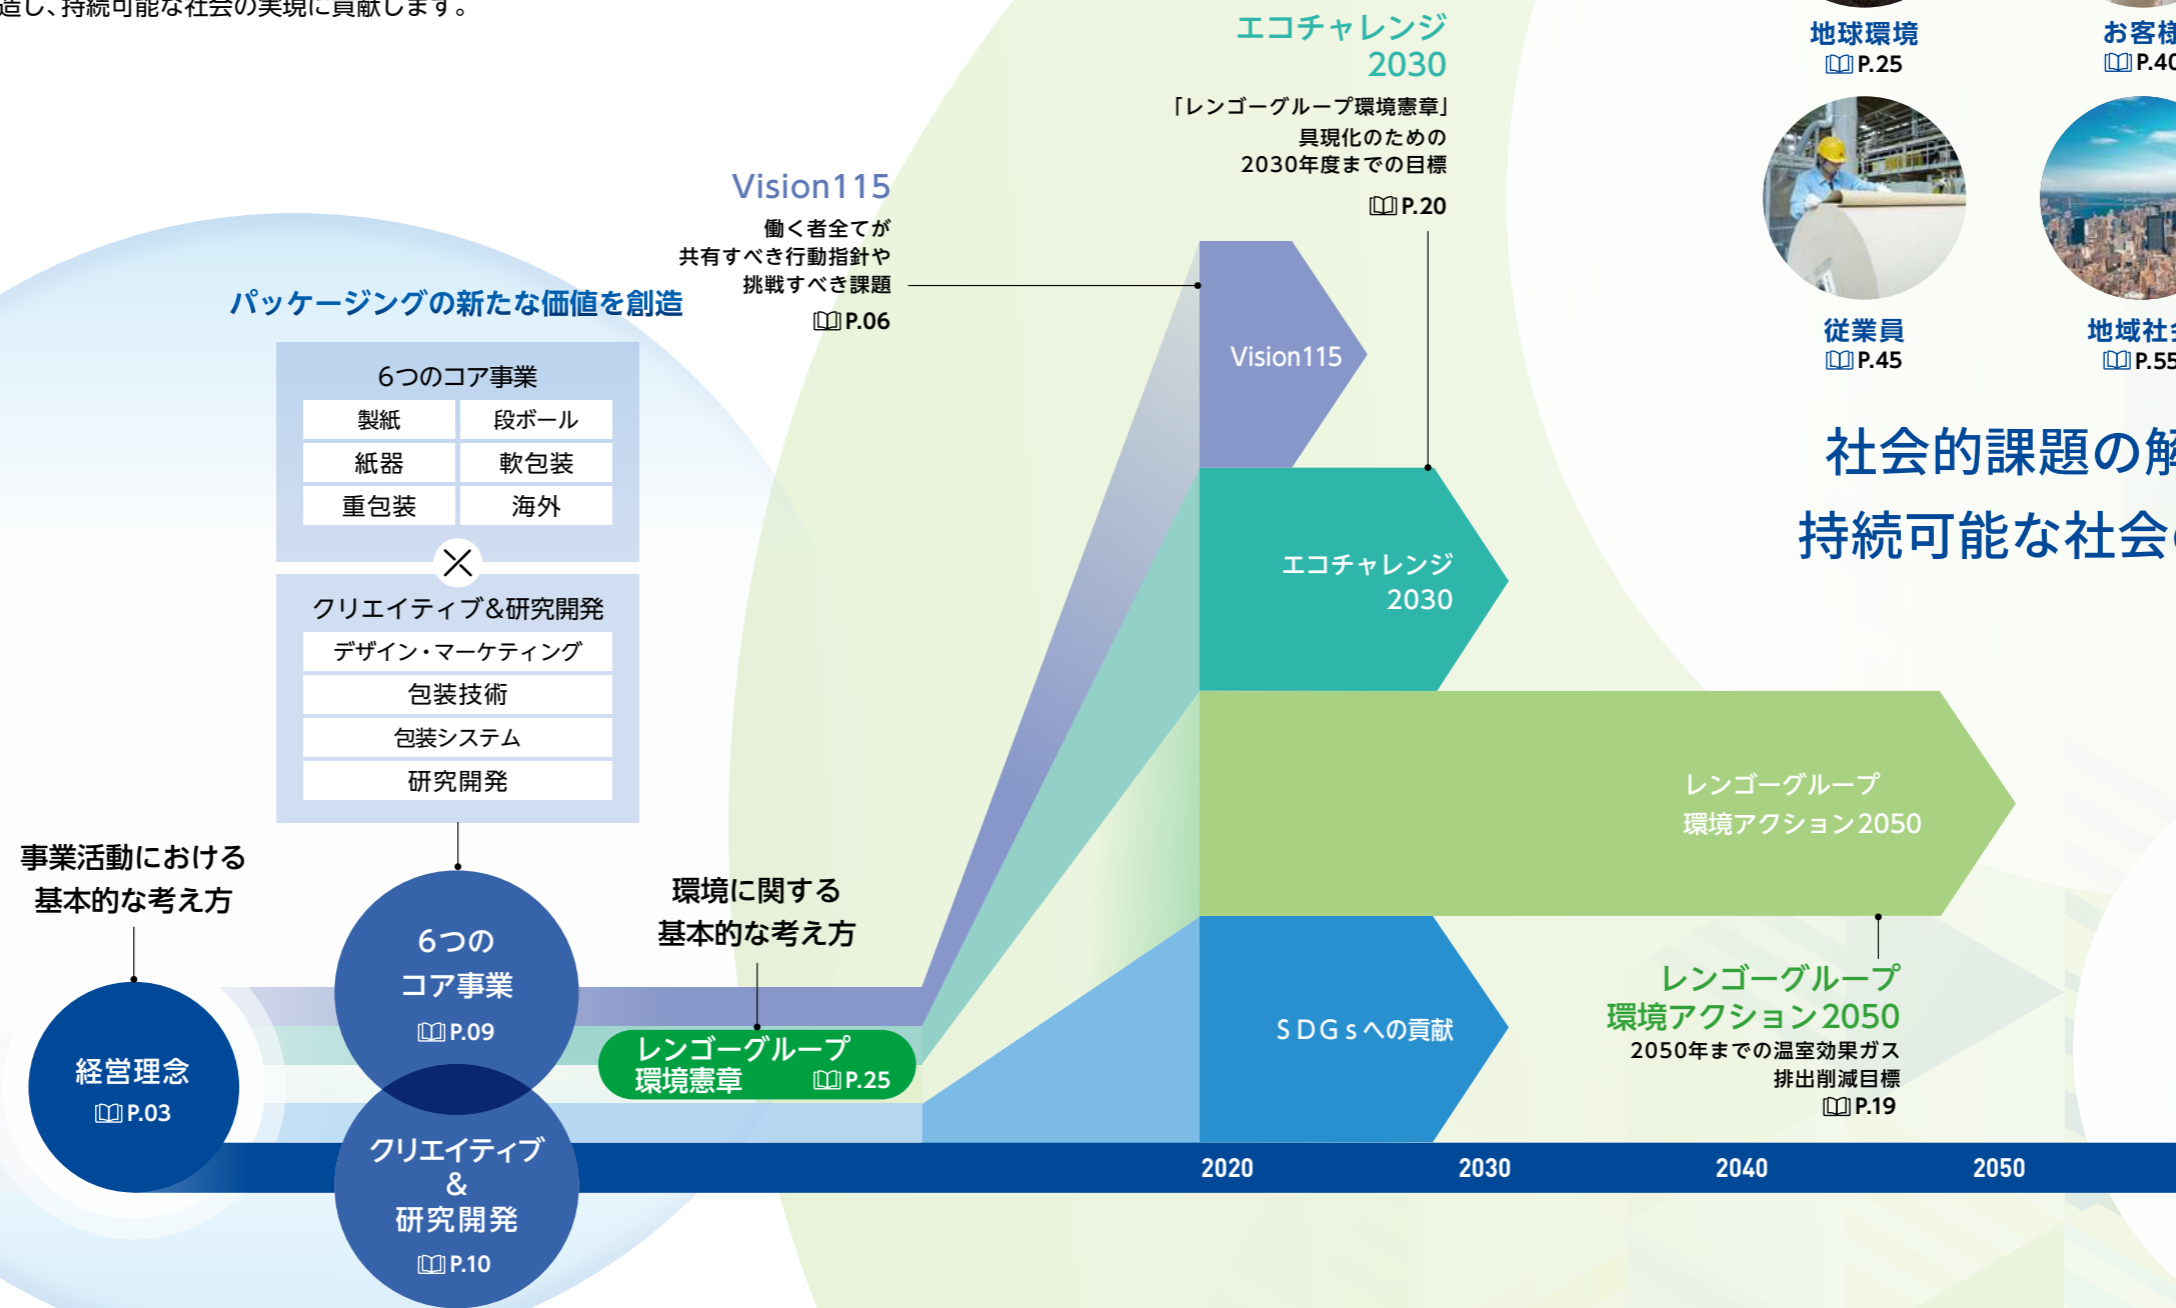 造し、持続可能な社会の実現に貢献します。
エコチャレンジ
2030
「レンゴーグループ環境憲章」
具現化のための
2030年度までの目標
P.20
Vision115
働く者全てが
共有すべき行動指針や
挑戦すべき課題
P.06
パッケージングの新たな価値を創造
6つのコア事業
製紙 段ボール
紙器 軟包装
重包装 海外
×
クリエイティブ&研究開発
デザイン・マーケティング
包装技術
包装システム
研究開発
事業活動における
基本的な考え方
経営理念
P.03
6つの
コア事業
P.09
クリエイティブ
&
研究開発
P.10
環境に関する
基本的な考え方
レンゴーグループ
環境憲章 P.25
Vision115
エコチャレンジ
2030
レンゴーグループ
環境アクション2050
SDGsへの貢献
レンゴーグループ
環境アクション2050
2050年までの温室効果ガス
排出削減目標
P.19
2020 2030 2040 2050
地球環境
P.25
お客様
P.40
従業員
P.45
地域社会
P.55
社会的課題の解
持続可能な社会の